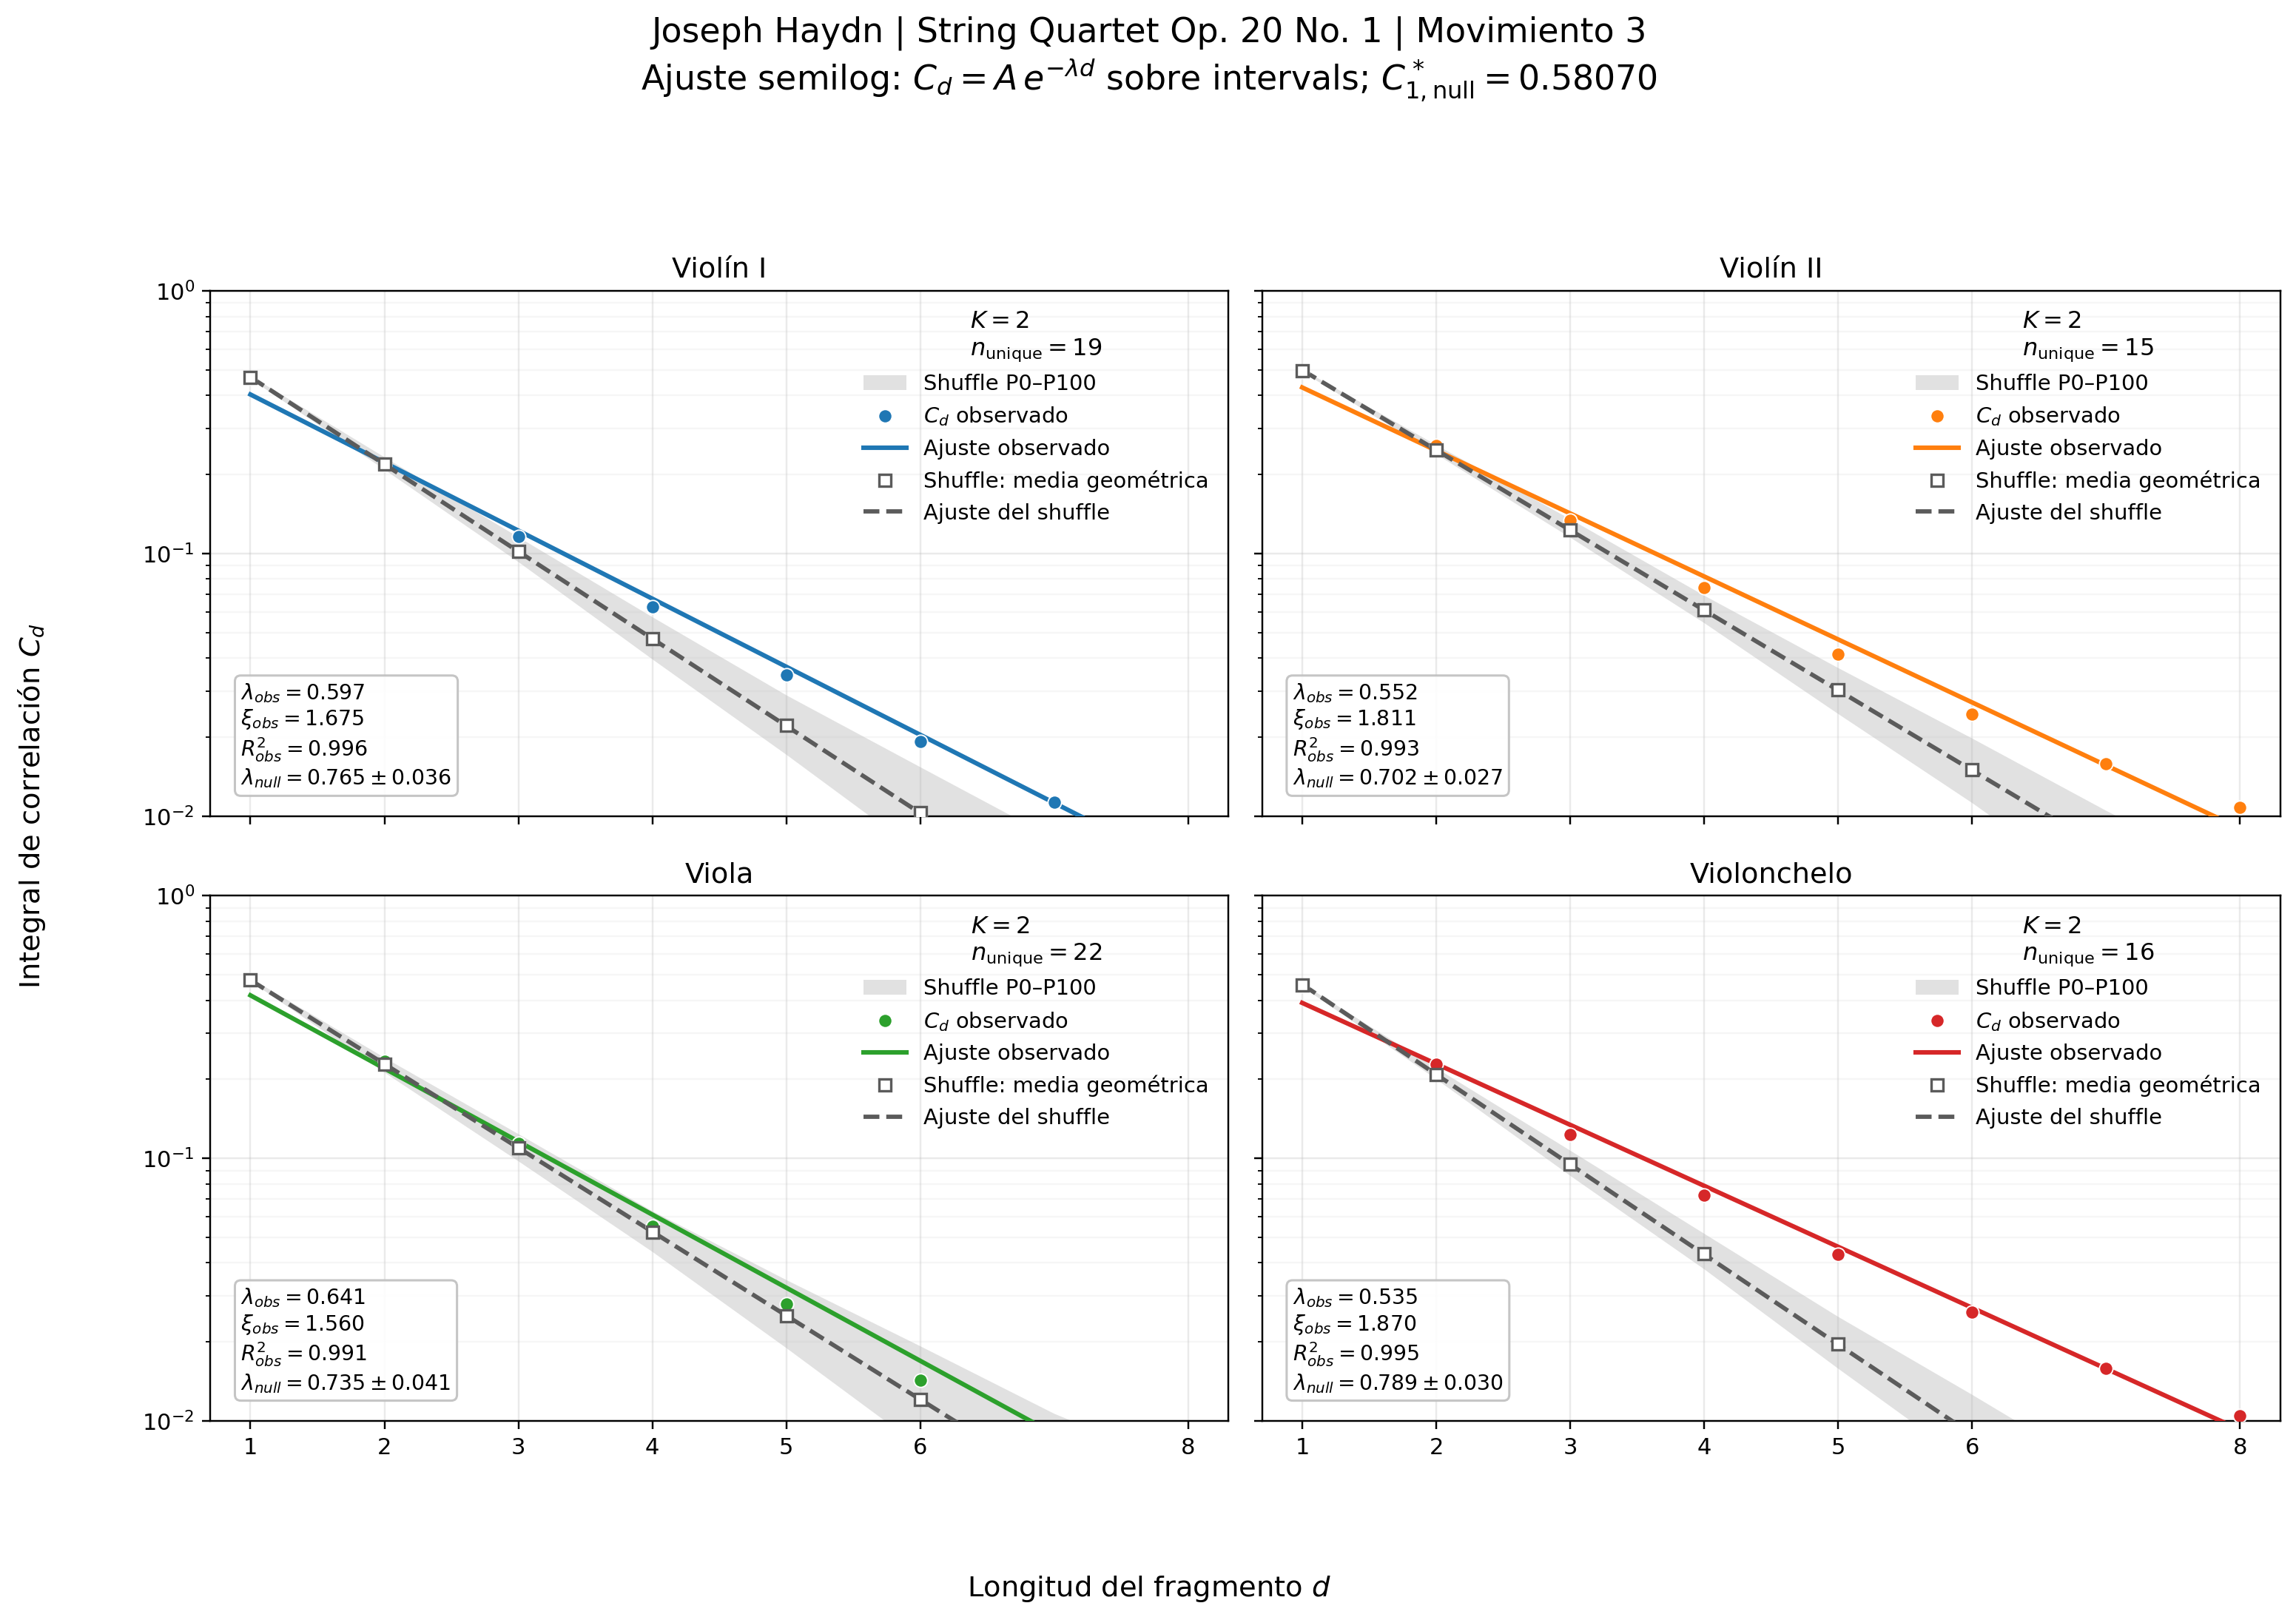 Joseph Haydn | String Quartet Op. 20 No. 1 | Movimiento 3
Ajuste semilog: $C_d = A e^{-\lambda d}$ sobre intervals; $C^*_{1,\mathrm{null}} = 0.58070$
Integral de correlación $C_d$
Violín I
10⁰
10⁻¹
10⁻²
K = 2
n_unique = 19
Shuffle P0–P100
C_d observado
Ajuste observado
Shuffle: media geométrica
Ajuste del shuffle
λ_obs = 0.597
ξ_obs = 1.675
R²_obs = 0.996
λ_null = 0.765 ± 0.036
Violín II
K = 2
n_unique = 15
Shuffle P0–P100
C_d observado
Ajuste observado
Shuffle: media geométrica
Ajuste del shuffle
λ_obs = 0.552
ξ_obs = 1.811
R²_obs = 0.993
λ_null = 0.702 ± 0.027
Viola
10⁰
10⁻¹
10⁻²
K = 2
n_unique = 22
Shuffle P0–P100
C_d observado
Ajuste observado
Shuffle: media geométrica
Ajuste del shuffle
λ_obs = 0.641
ξ_obs = 1.560
R²_obs = 0.991
λ_null = 0.735 ± 0.041
1 2 3 4 5 6 8
Violonchelo
K = 2
n_unique = 16
Shuffle P0–P100
C_d observado
Ajuste observado
Shuffle: media geométrica
Ajuste del shuffle
λ_obs = 0.535
ξ_obs = 1.870
R²_obs = 0.995
λ_null = 0.789 ± 0.030
1 2 3 4 5 6 8
Longitud del fragmento d